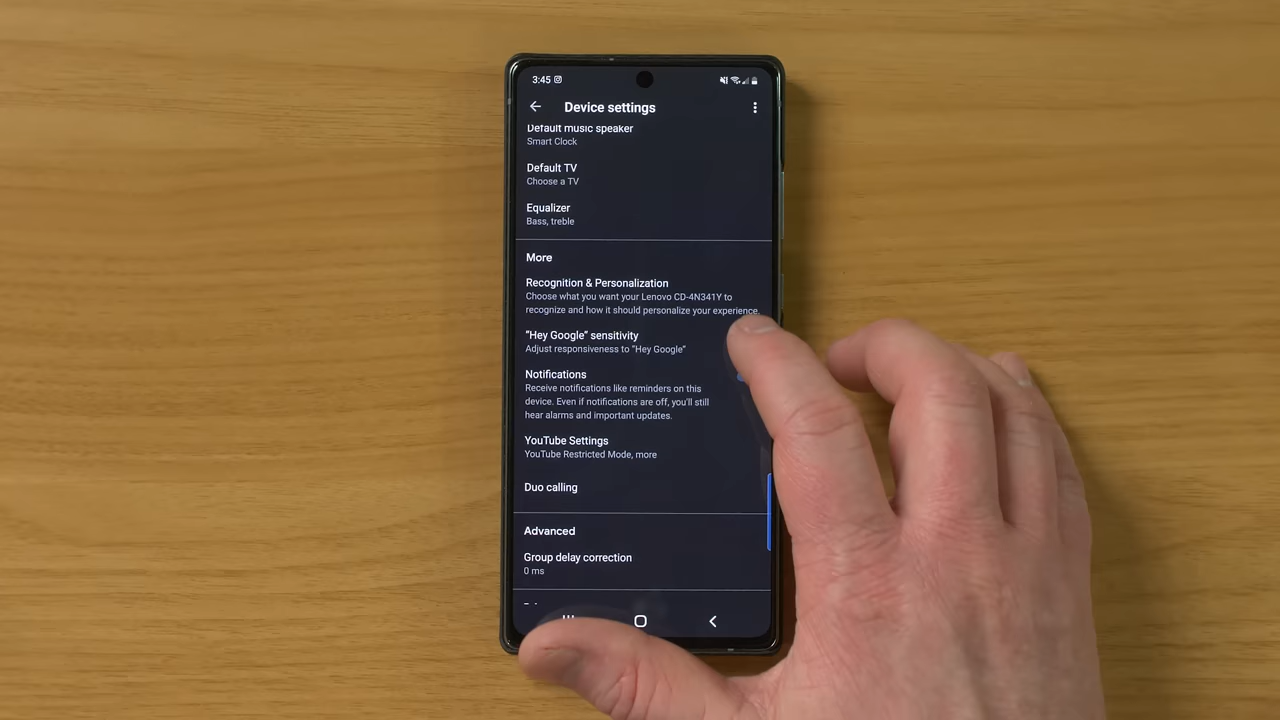 3:45
Device settings
Default music speaker
Smart Clock
Default TV
Choose a TV
Equalizer
Bass, treble
More
Recognition & Personalization
Choose what you want your Lenovo CD-4N341Y to
recognize and how it should personalize your experience.
“Hey Google” sensitivity
Adjust responsiveness to “Hey Google”
Notifications
Receive notifications like reminders on this
device. Even if notifications are off, you'll still
hear alarms and important updates.
YouTube Settings
YouTube Restricted Mode, more
Duo calling
Advanced
Group delay correction
0 ms